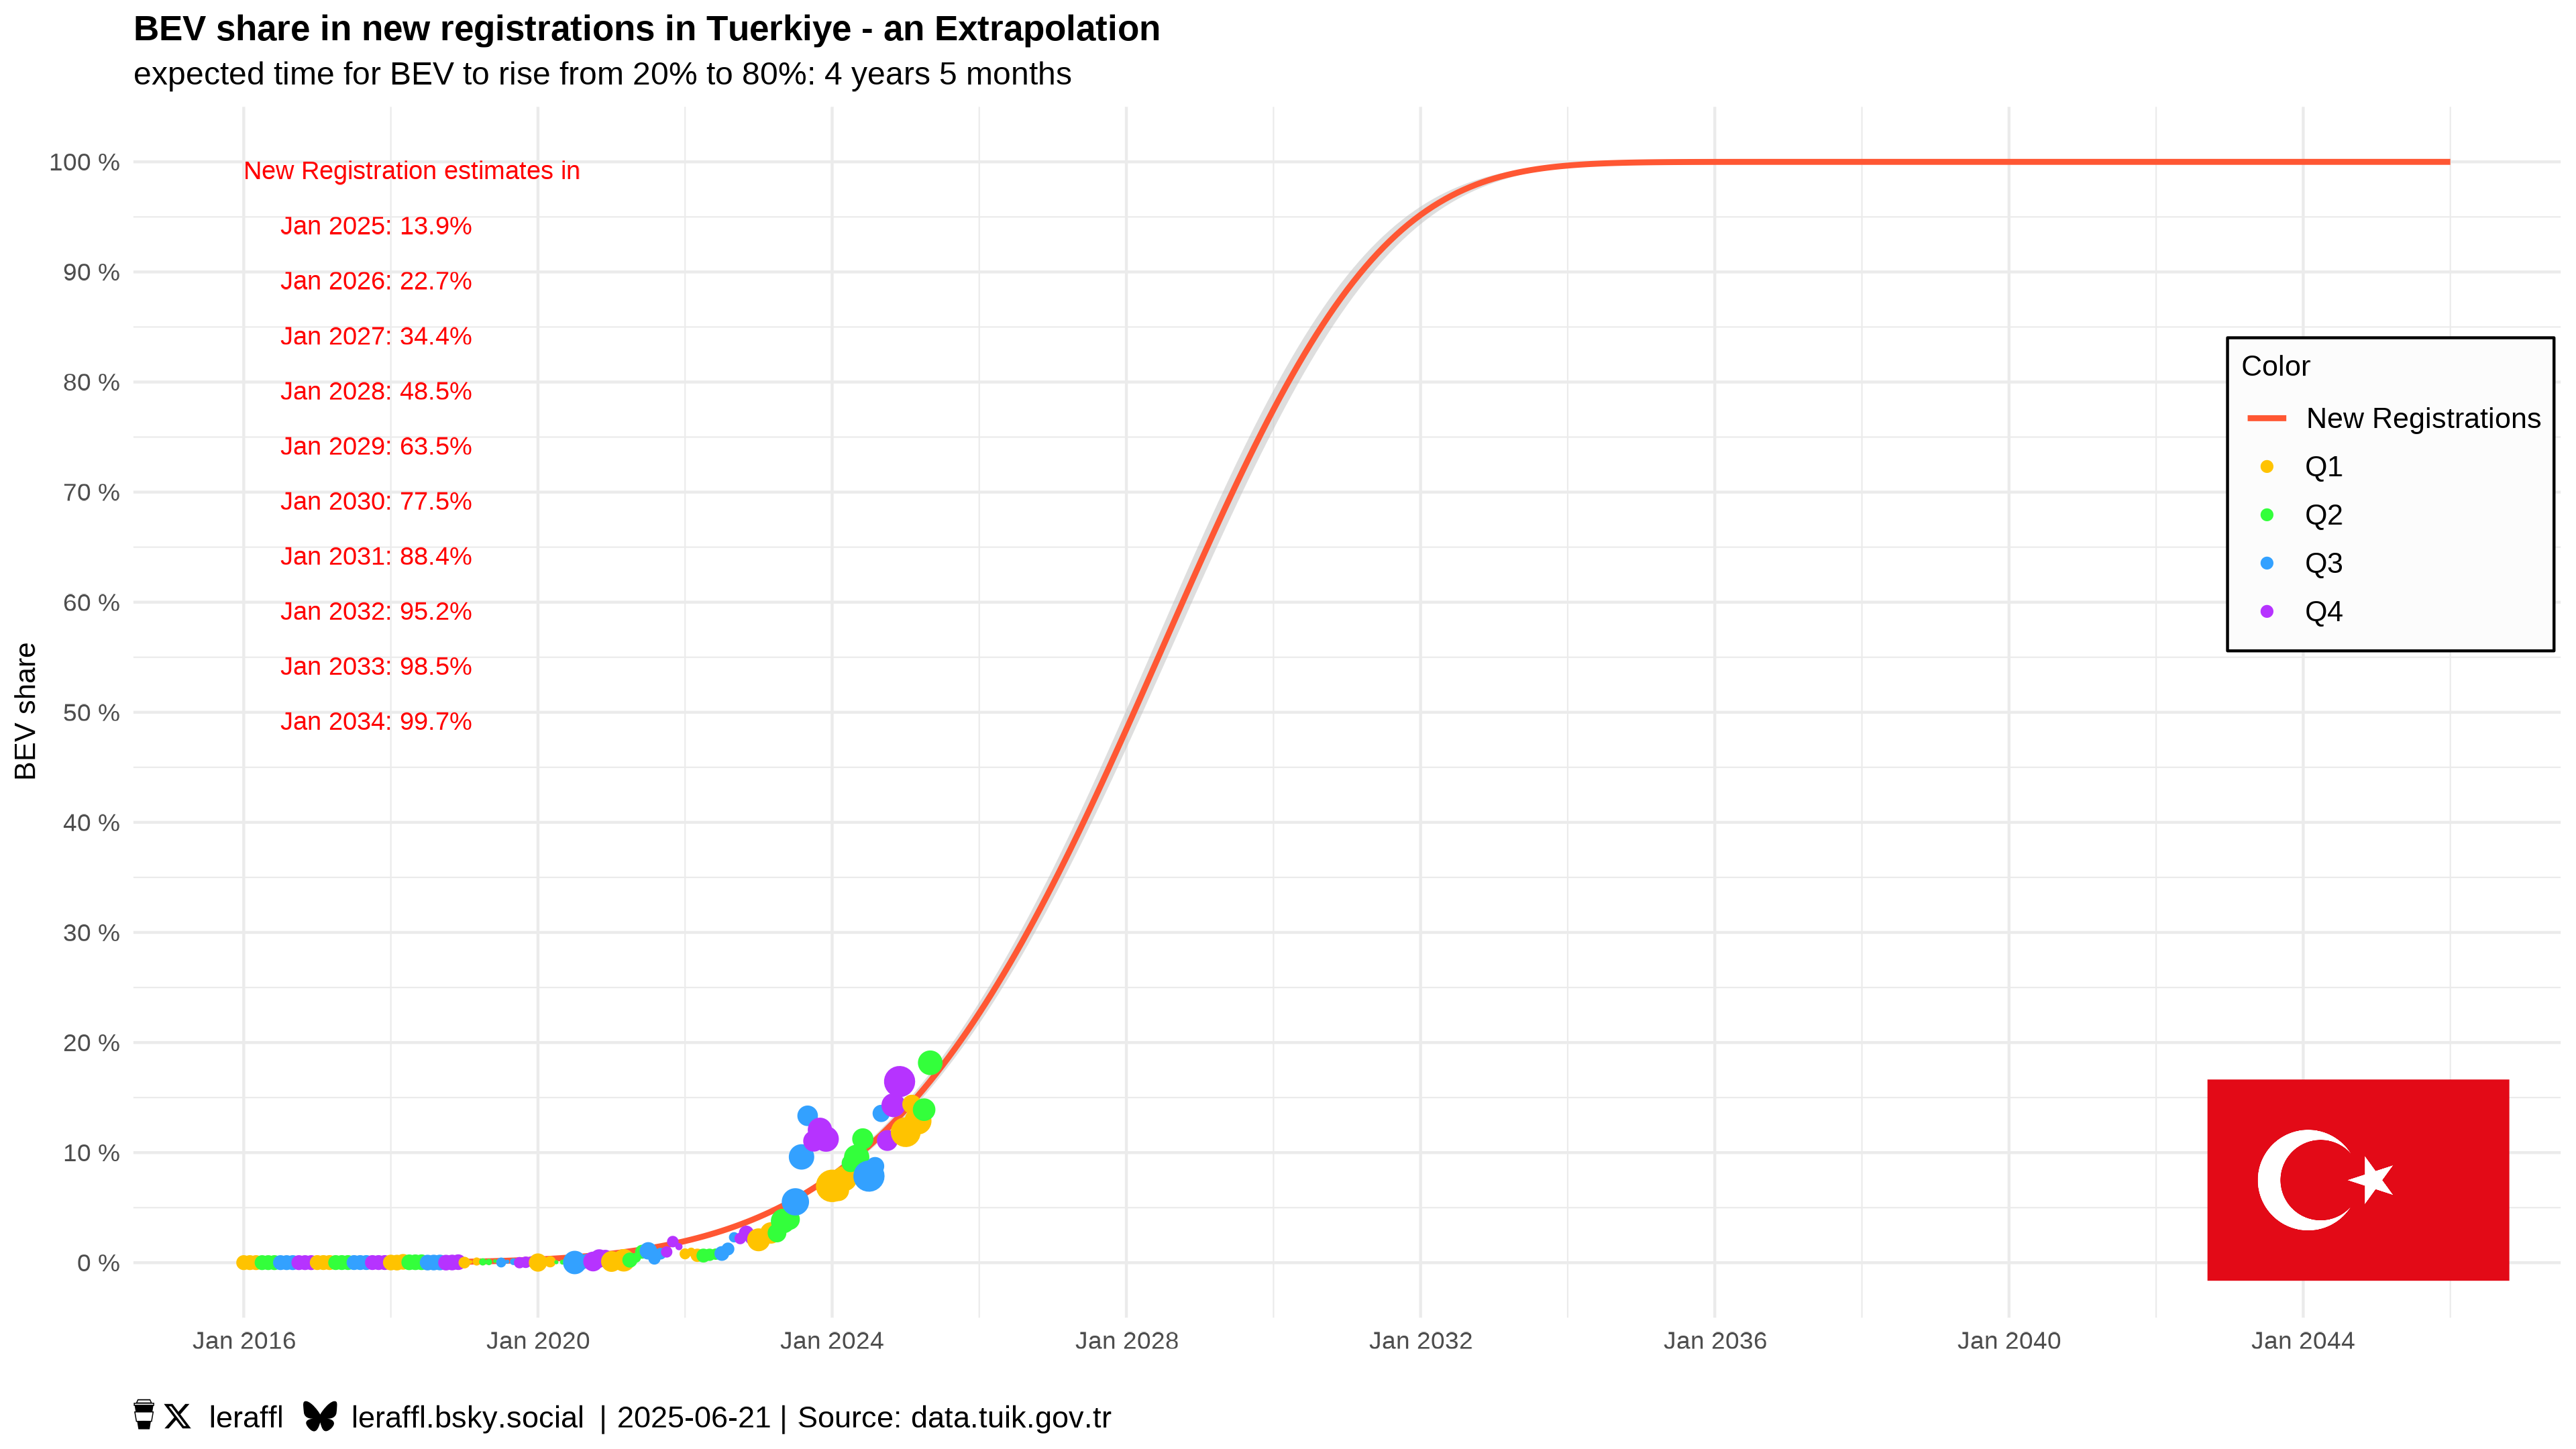 BEV share in new registrations in Tuerkiye - an Extrapolation
expected time for BEV to rise from 20% to 80%: 4 years 5 months
100 %
90 %
80 %
70 %
60 %
50 %
40 %
30 %
20 %
10 %
0 %
BEV share
New Registration estimates in
Jan 2025: 13.9%
Jan 2026: 22.7%
Jan 2027: 34.4%
Jan 2028: 48.5%
Jan 2029: 63.5%
Jan 2030: 77.5%
Jan 2031: 88.4%
Jan 2032: 95.2%
Jan 2033: 98.5%
Jan 2034: 99.7%
Color
New Registrations
Q1
Q2
Q3
Q4
Jan 2016 Jan 2020 Jan 2024 Jan 2028 Jan 2032 Jan 2036 Jan 2040 Jan 2044
leraffl leraffl.bsky.social | 2025-06-21 | Source: data.tuik.gov.tr